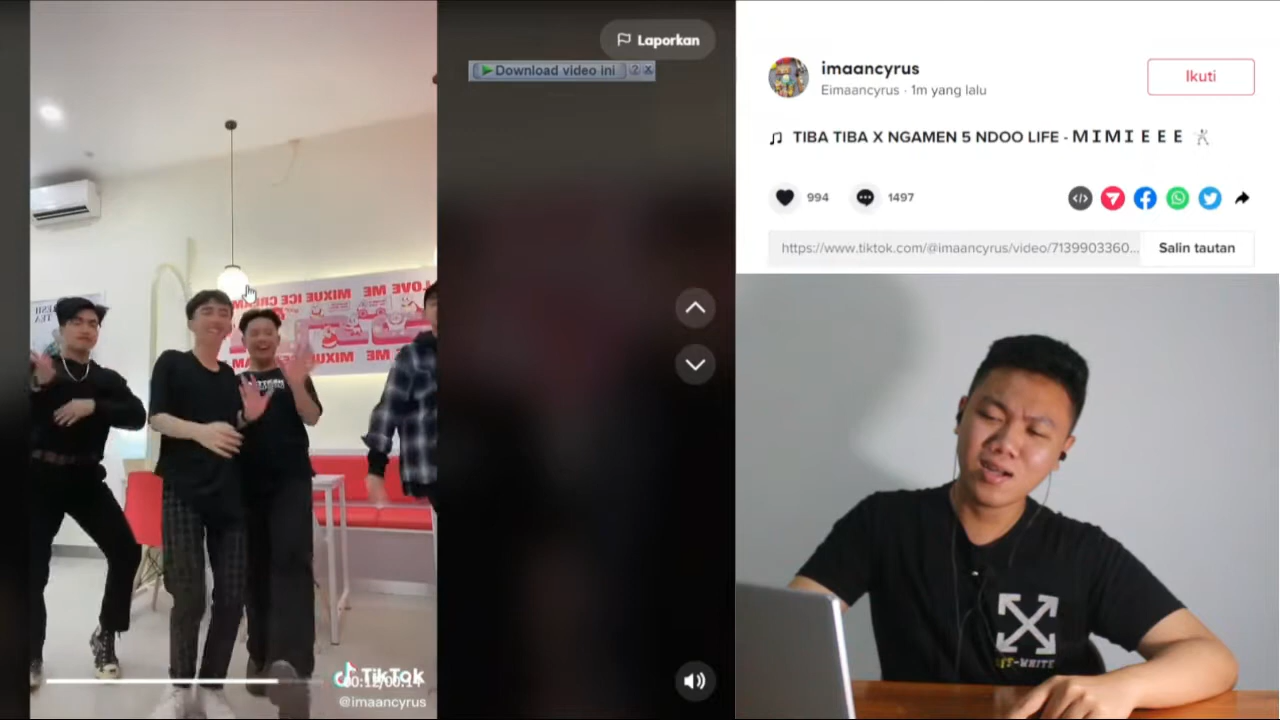 Laporkan
Download video ini
imaancyrus
Eimaancyrus · 1m yang lalu
Ikuti
TIBA TIBA X NGAMEN 5 NDOO LIFE - M I M I E E E
994
1497
https://www.tiktok.com/@imaancyrus/video/7139903360...
Salin tautan
LOVE ME MIXUE ICE CREAM
TikTok
@imaancyrus